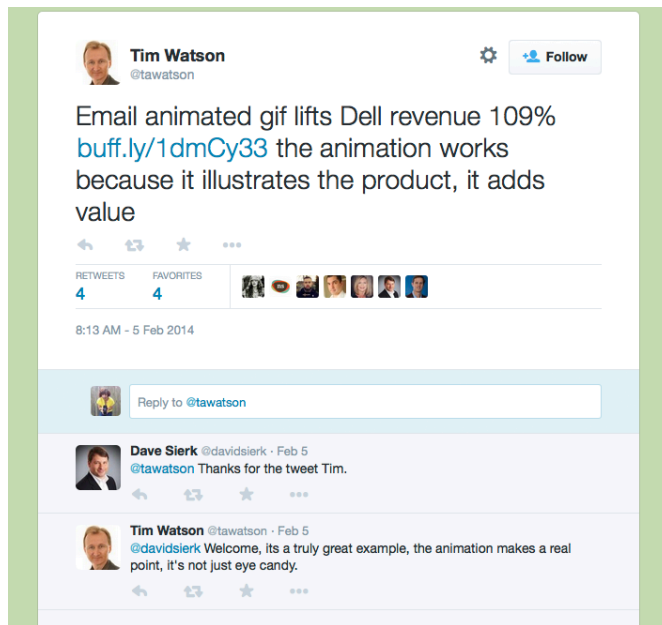 Tim Watson
@tawatson
Follow
Email animated gif lifts Dell revenue 109%
buff.ly/1dmCy33 the animation works
because it illustrates the product, it adds
value
RETWEETS
4
FAVORITES
4
8:13 AM - 5 Feb 2014
Reply to @tawatson
Dave Sierk @davidsierk · Feb 5
@tawatson Thanks for the tweet Tim.
Tim Watson @tawatson · Feb 5
@davidsierk Welcome, its a truly great example, the animation makes a real
point, it's not just eye candy.